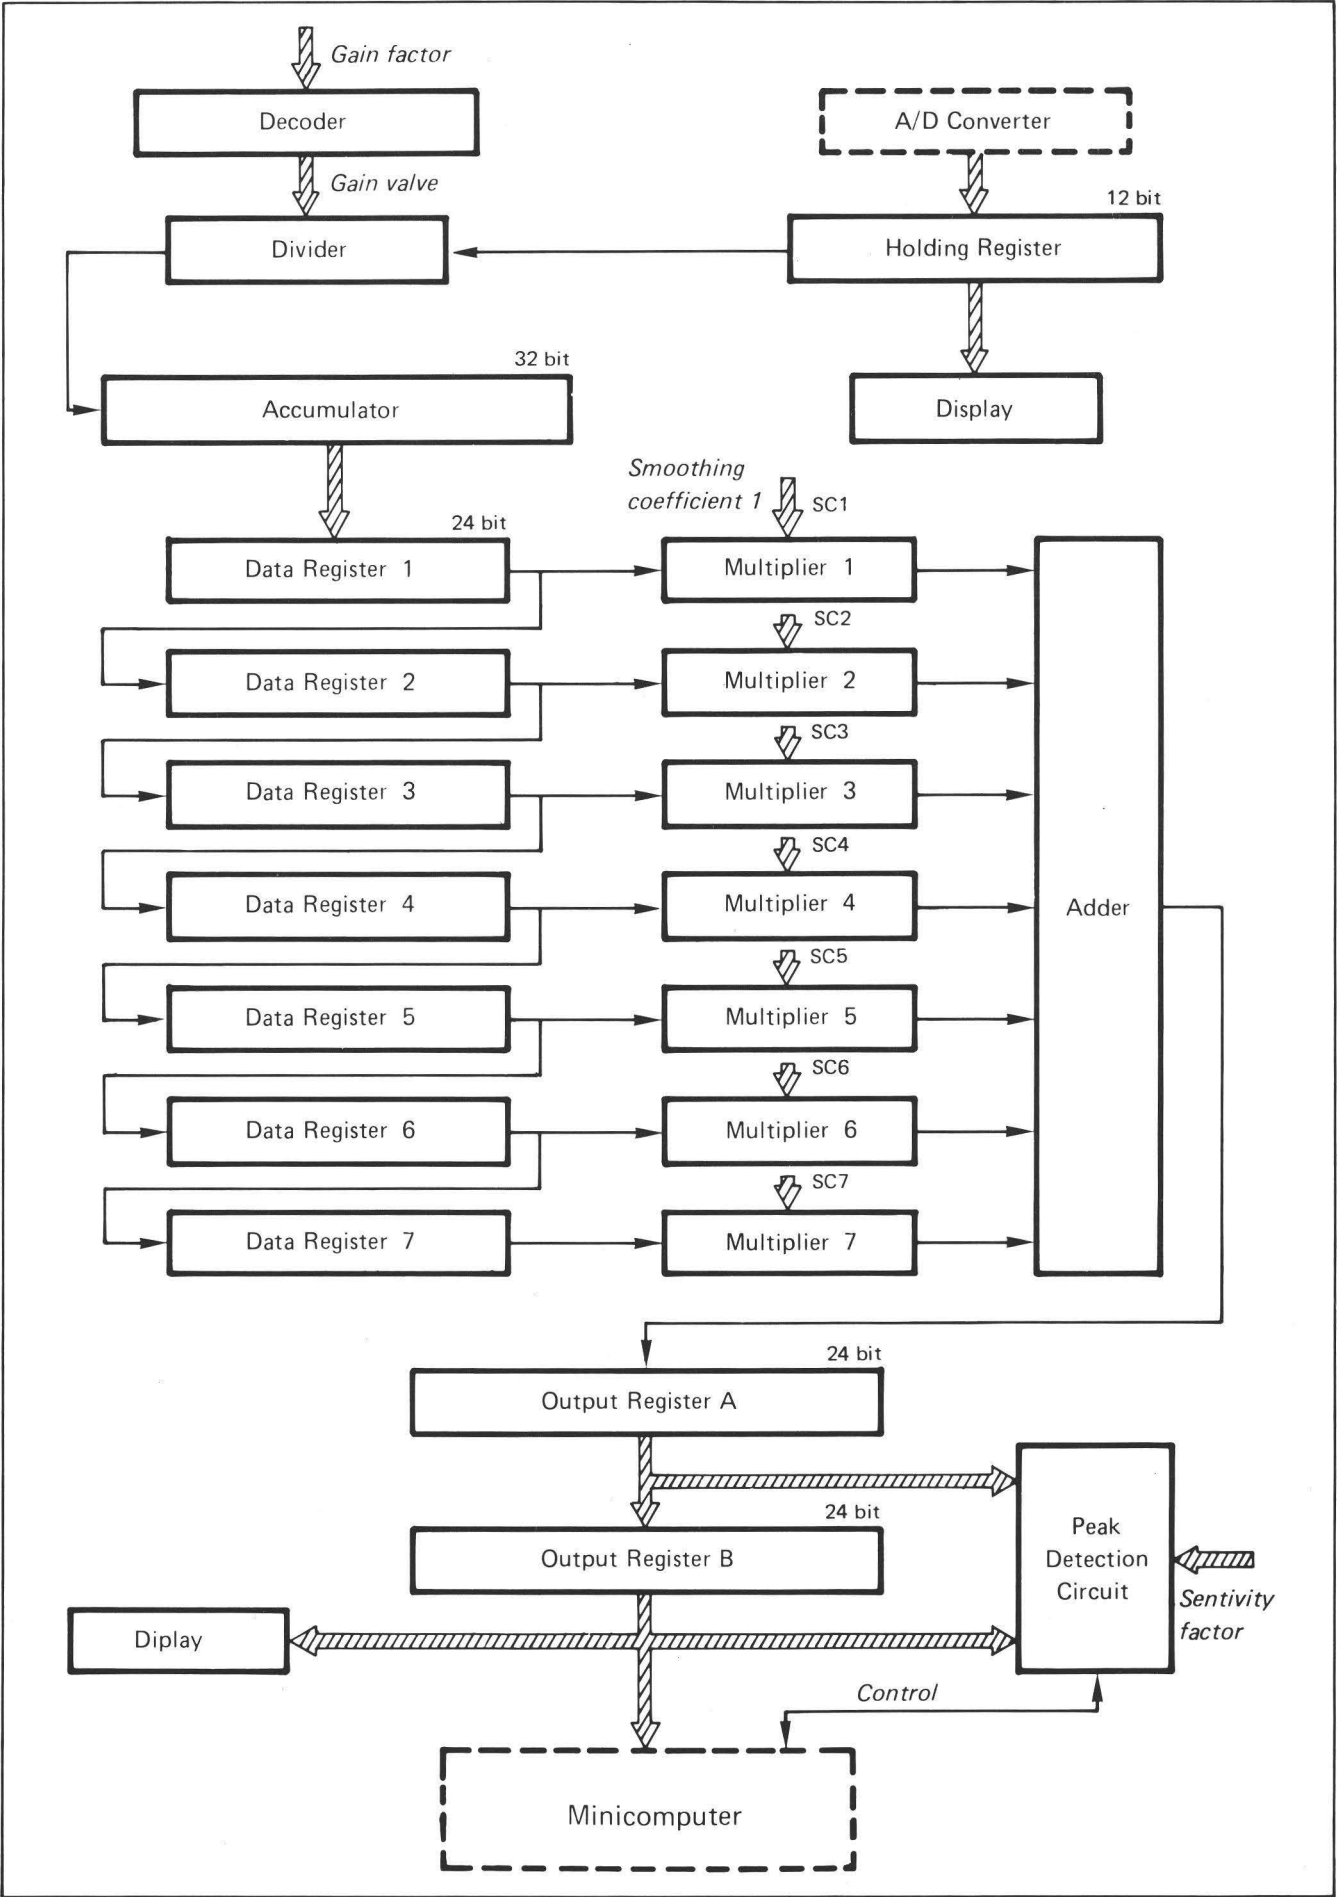 Gain factor
Decoder
A/D Converter
Gain valve
12 bit
Divider
Holding Register
32 bit
Accumulator
Display
Smoothing
coefficient 1
SC1
24 bit
Data Register 1
Multiplier 1
SC2
Data Register 2
Multiplier 2
SC3
Data Register 3
Multiplier 3
SC4
Data Register 4
Multiplier 4
Adder
SC5
Data Register 5
Multiplier 5
SC6
Data Register 6
Multiplier 6
SC7
Data Register 7
Multiplier 7
24 bit
Output Register A
24 bit
Output Register B
Peak
Detection
Circuit
Sentivity
factor
Diplay
Control
Minicomputer